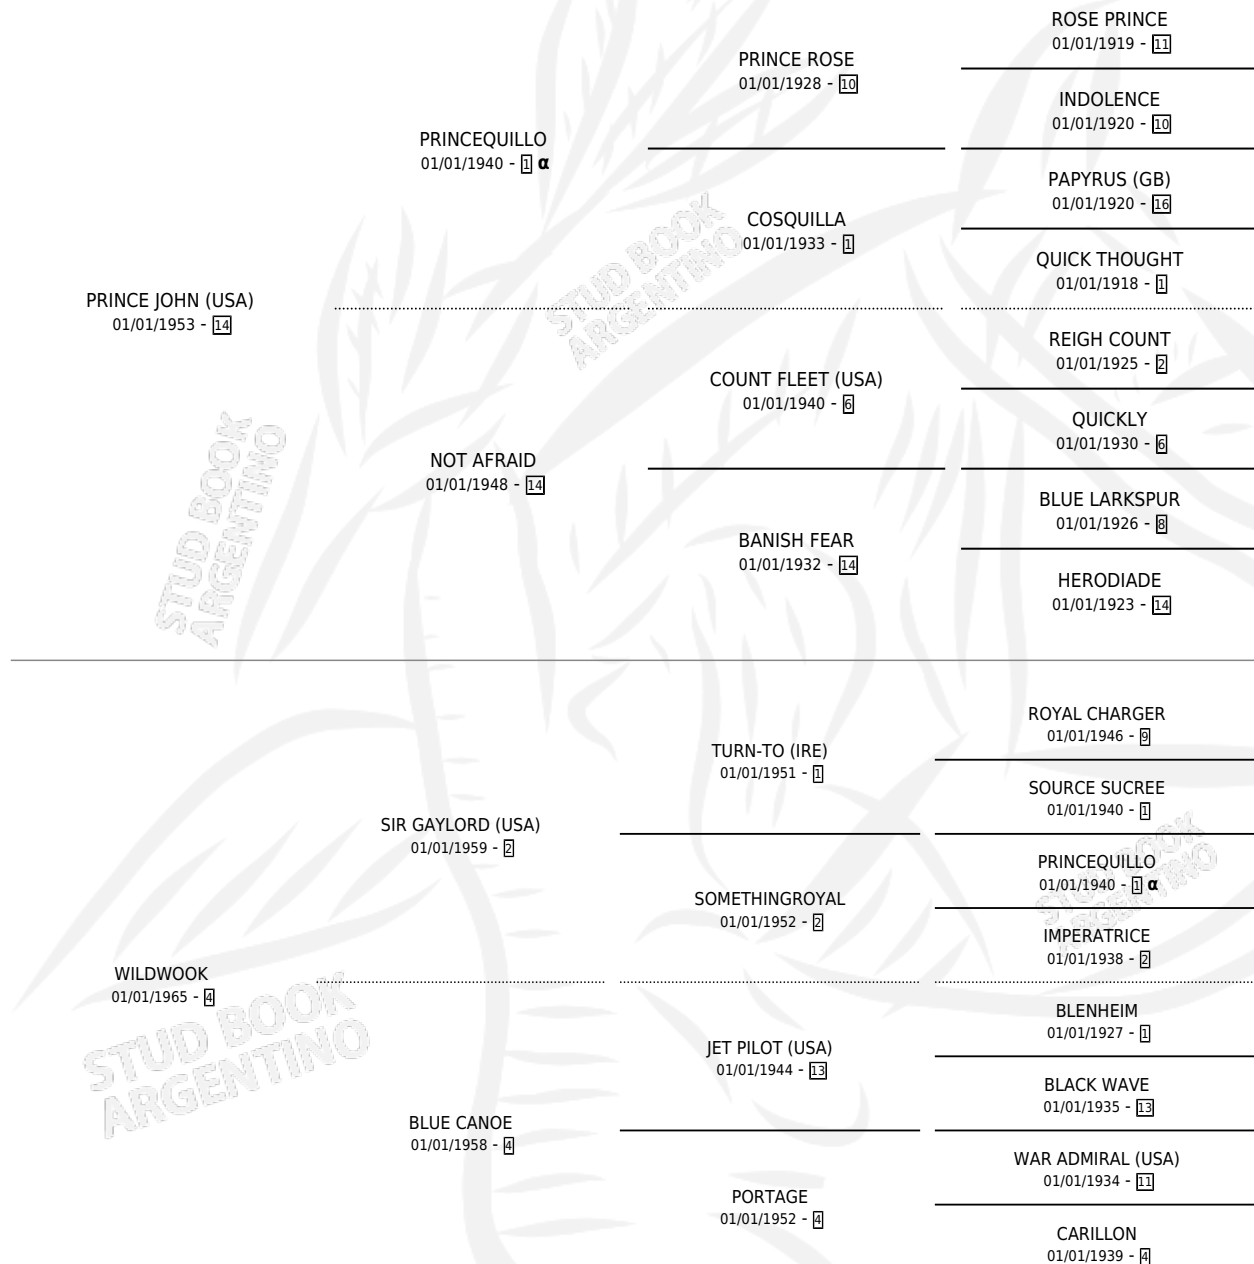 ROSE PRINCE
01/01/1919 - 11
PRINCE ROSE
01/01/1928 - 10
INDOLENCE
01/01/1920 - 10
PRINCEQUILLO
01/01/1940 - 1 α
PAPYRUS (GB)
01/01/1920 - 16
COSQUILLA
01/01/1933 - 1
QUICK THOUGHT
01/01/1918 - 1
PRINCE JOHN (USA)
01/01/1953 - 14
STUD BOOK
ARGENTINO
REIGH COUNT
01/01/1925 - 2
COUNT FLEET (USA)
01/01/1940 - 6
QUICKLY
01/01/1930 - 6
NOT AFRAID
01/01/1948 - 14
BLUE LARKSPUR
01/01/1926 - 8
BANISH FEAR
01/01/1932 - 14
HERODIADE
01/01/1923 - 14
STUD BOOK
ARGENTINO
ROYAL CHARGER
01/01/1946 - 9
TURN-TO (IRE)
01/01/1951 - 1
SOURCE SUCREE
01/01/1940 - 1
SIR GAYLORD (USA)
01/01/1959 - 2
PRINCEQUILLO
01/01/1940 - 1 α
STUD BOOK
ARGENTINO
SOMETHINGROYAL
01/01/1952 - 2
IMPERATRICE
01/01/1938 - 2
WILDWOOK
01/01/1965 - 4
STUD BOOK
ARGENTINO
BLENHEIM
01/01/1927 - 1
JET PILOT (USA)
01/01/1944 - 13
BLACK WAVE
01/01/1935 - 13
BLUE CANOE
01/01/1958 - 4
WAR ADMIRAL (USA)
01/01/1934 - 11
PORTAGE
01/01/1952 - 4
CARILLON
01/01/1939 - 4